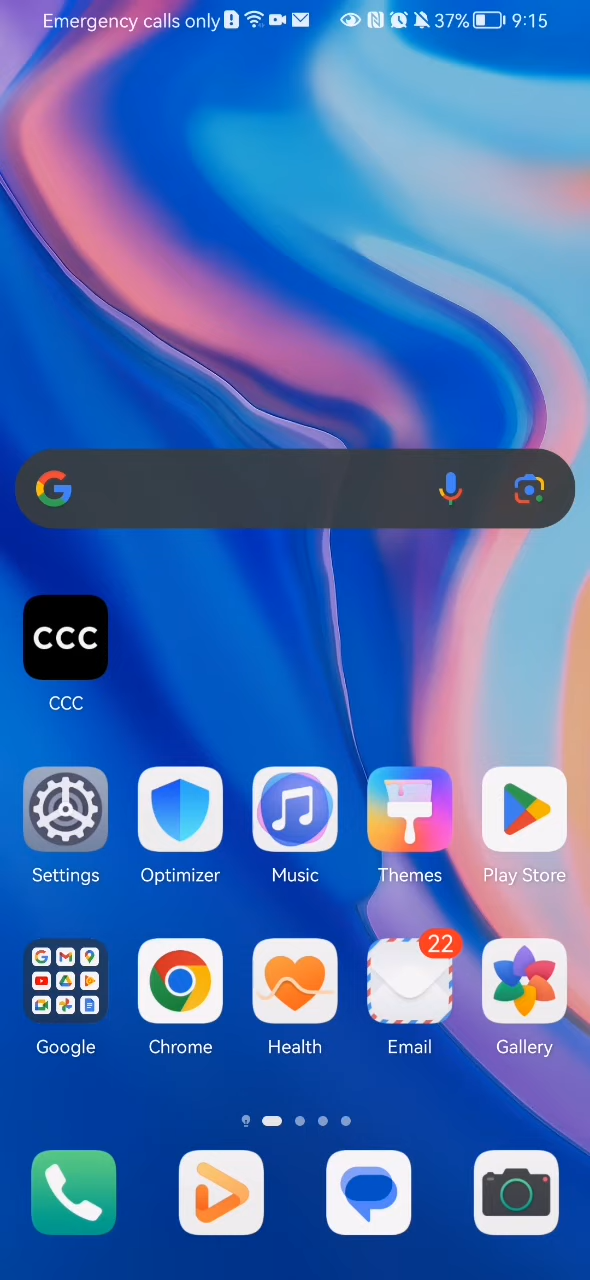 Emergency calls only 37% 9:15
CCC
CCC
Settings Optimizer Music Themes Play Store
22
Google Chrome Health Email Gallery